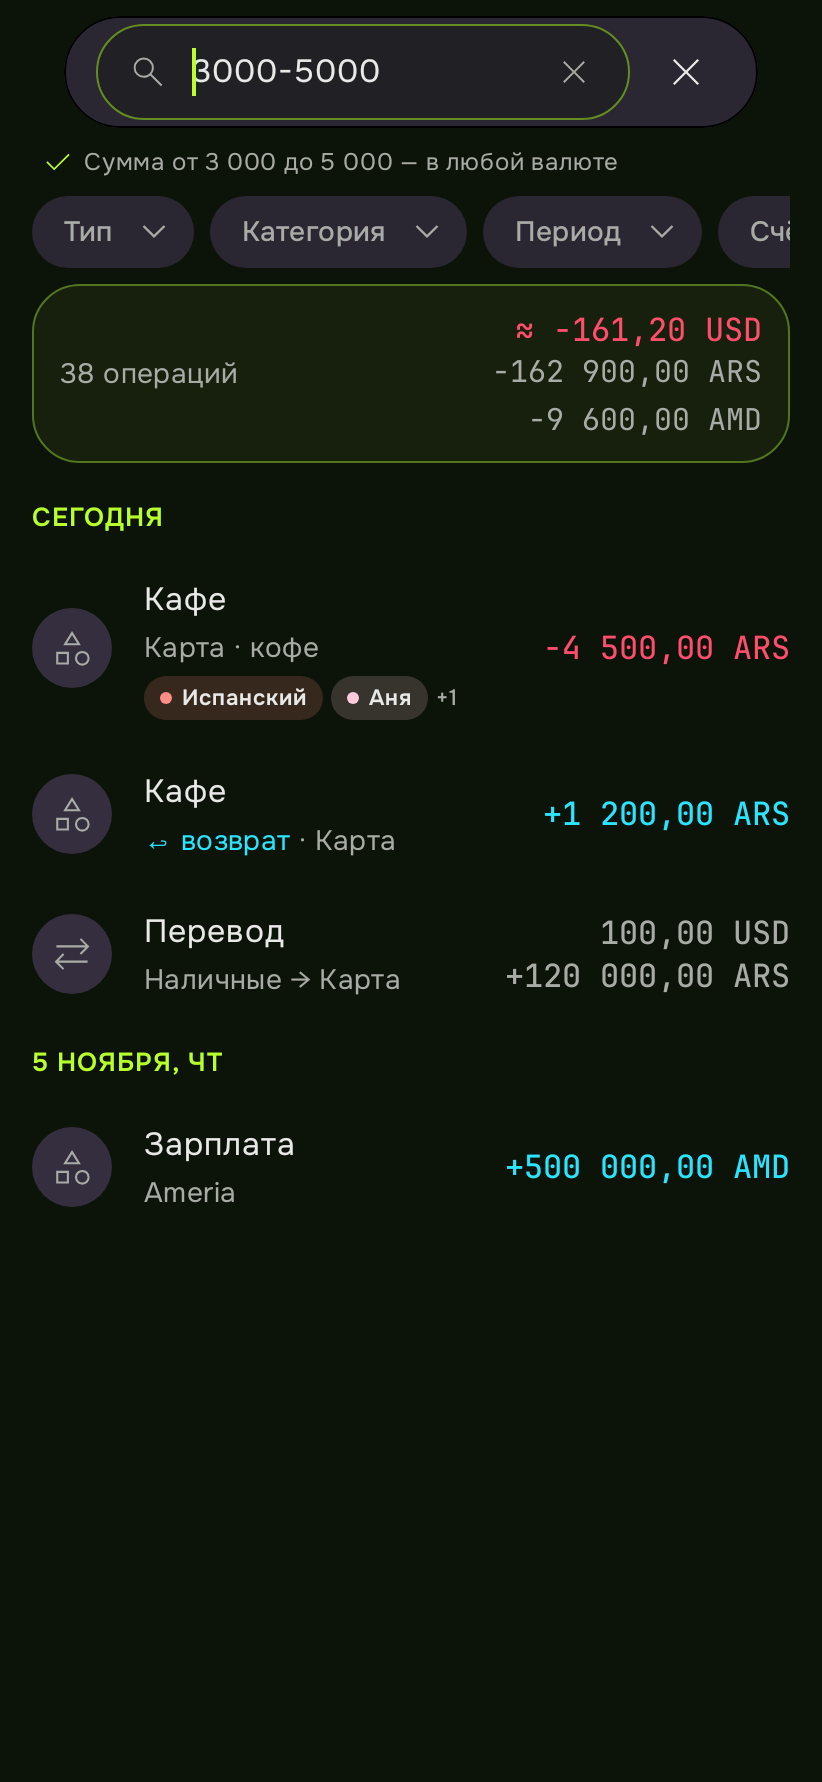 3000-5000
Сумма от 3 000 до 5 000 — в любой валюте
Тип
Категория
Период
≈ -161,20 USD
38 операций
-162 900,00 ARS
-9 600,00 AMD
СЕГОДНЯ
Кафе
Карта · кофе
-4 500,00 ARS
Испанский
Аня
+1
Кафе
↩ возврат · Карта
+1 200,00 ARS
Перевод
100,00 USD
Наличные → Карта
+120 000,00 ARS
5 НОЯБРЯ, ЧТ
Зарплата
Ameria
+500 000,00 AMD